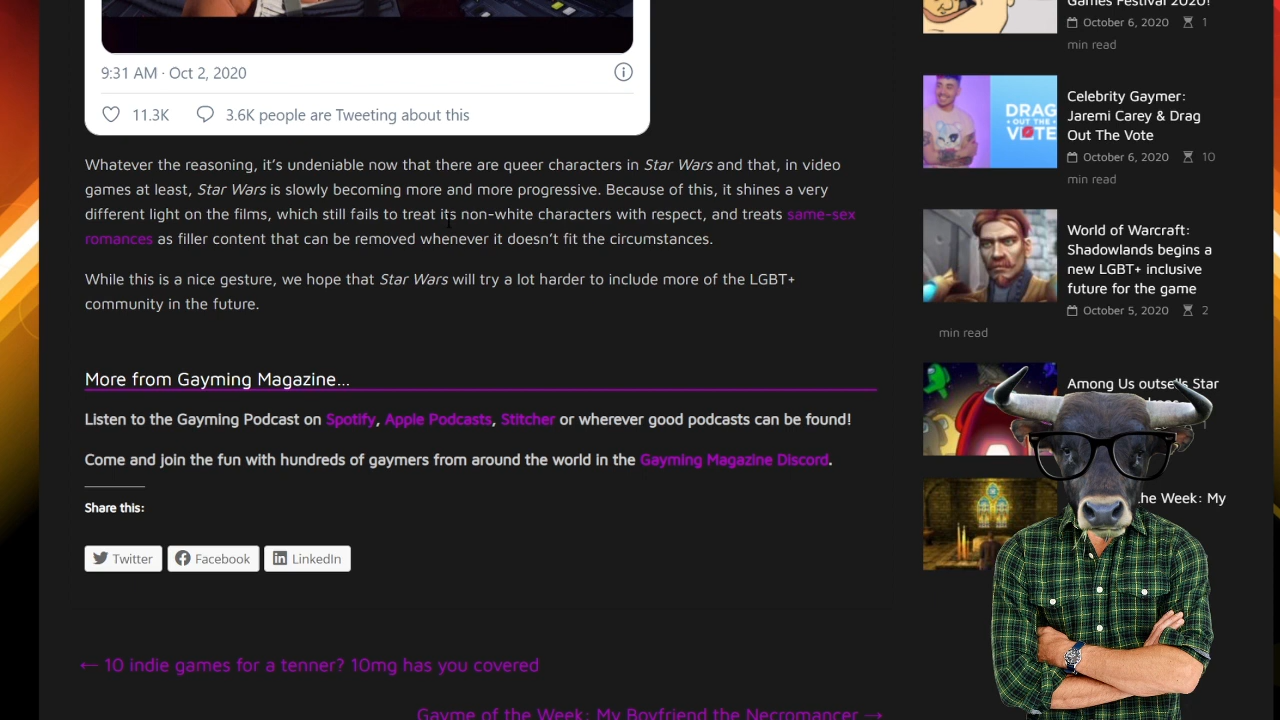 9:31 AM · Oct 2, 2020
11.3K 3.6K people are Tweeting about this
Whatever the reasoning, it's undeniable now that there are queer characters in Star Wars and that, in video
games at least, Star Wars is slowly becoming more and more progressive. Because of this, it shines a very
different light on the films, which still fails to treat its non-white characters with respect, and treats same-sex
romances as filler content that can be removed whenever it doesn't fit the circumstances.
While this is a nice gesture, we hope that Star Wars will try a lot harder to include more of the LGBT+
community in the future.
More from Gayming Magazine...
Listen to the Gayming Podcast on Spotify, Apple Podcasts, Stitcher or wherever good podcasts can be found!
Come and join the fun with hundreds of gaymers from around the world in the Gayming Magazine Discord.
Share this:
Twitter Facebook LinkedIn
← 10 indie games for a tenner? 10mg has you covered
Gayme of the Week: My Boyfriend the Necromancer →
Games Festival 2020!
October 6, 2020 1
min read
DRAG
OUT THE
VOTE
Celebrity Gaymer:
Jaremi Carey & Drag
Out The Vote
October 6, 2020 10
min read
World of Warcraft:
Shadowlands begins a
new LGBT+ inclusive
future for the game
October 5, 2020 2
min read
Among Us outsells Star
the Week: My